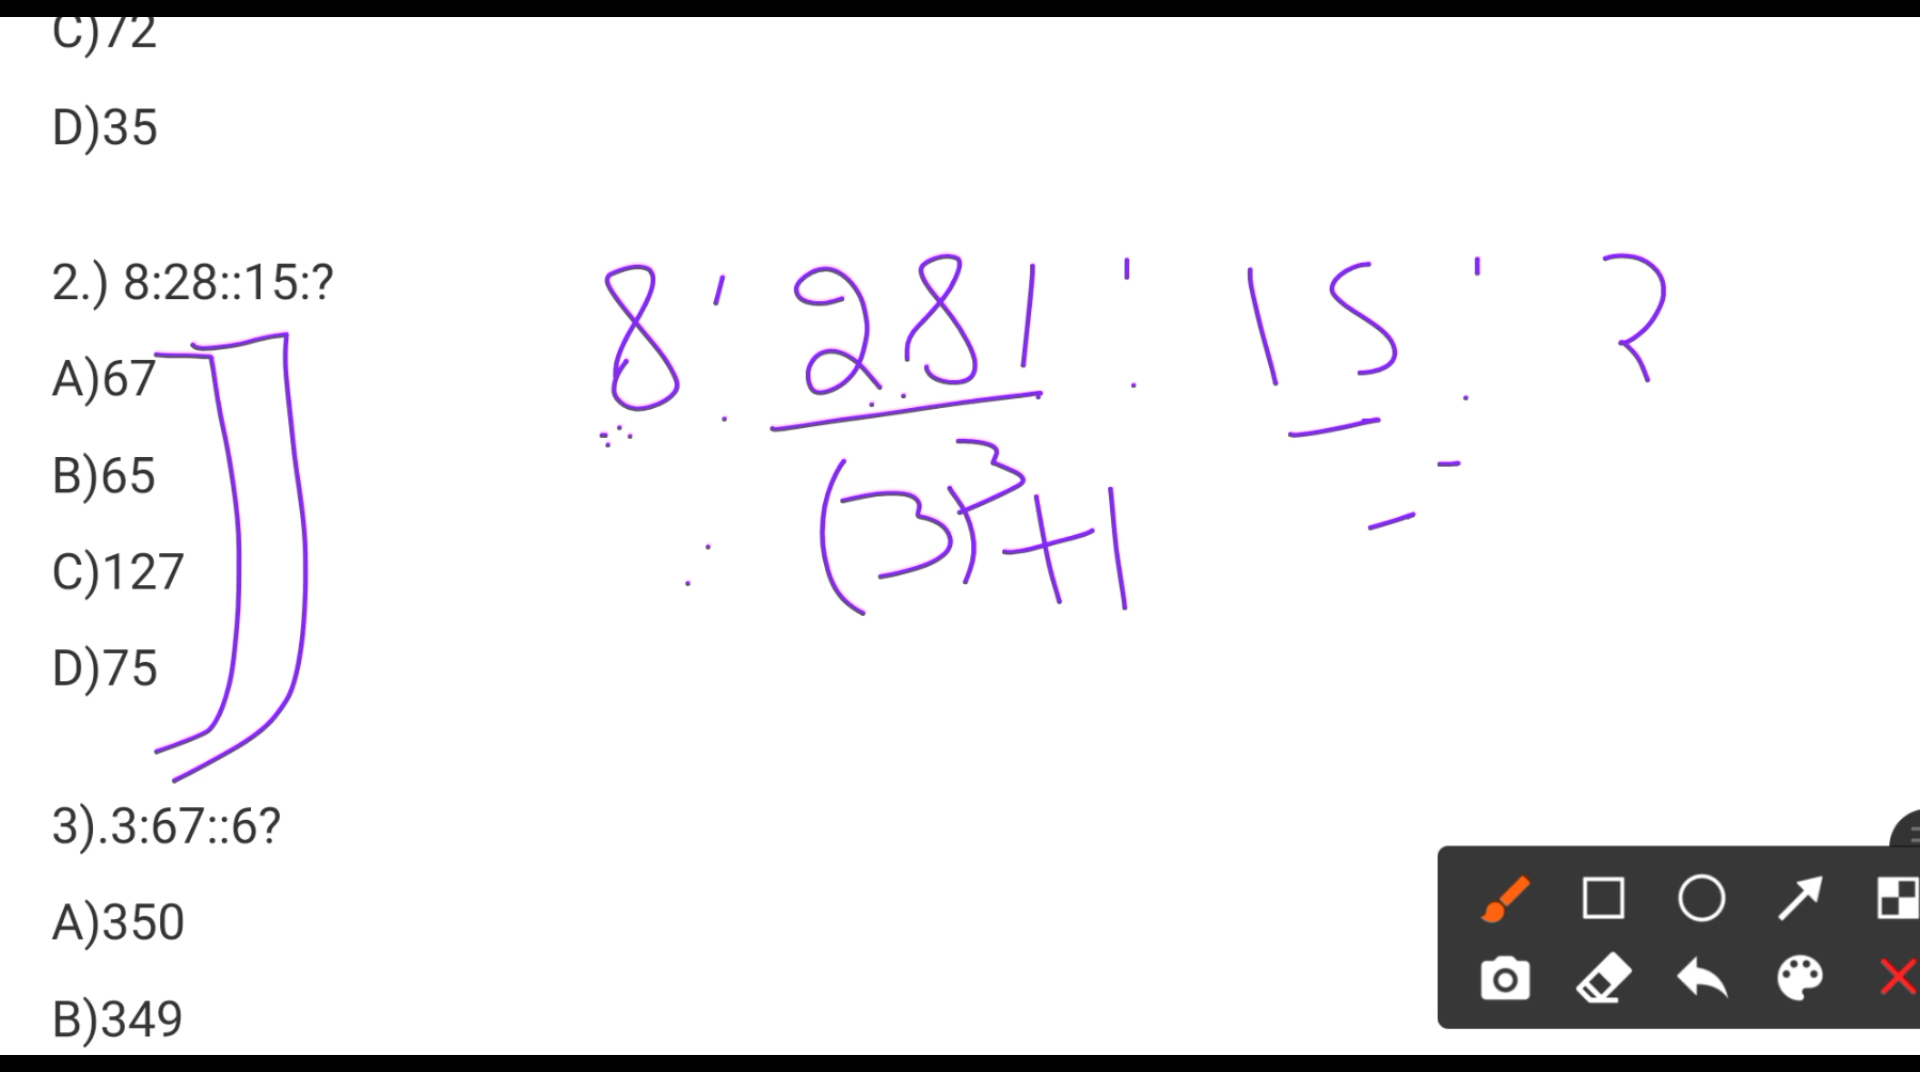 C)72
D)35
2.) 8:28::15:?
8 : 28 | : 15 : ?
A)67
B)65
(3)³+1
C)127
D)75
3).3:67::6?
A)350
B)349